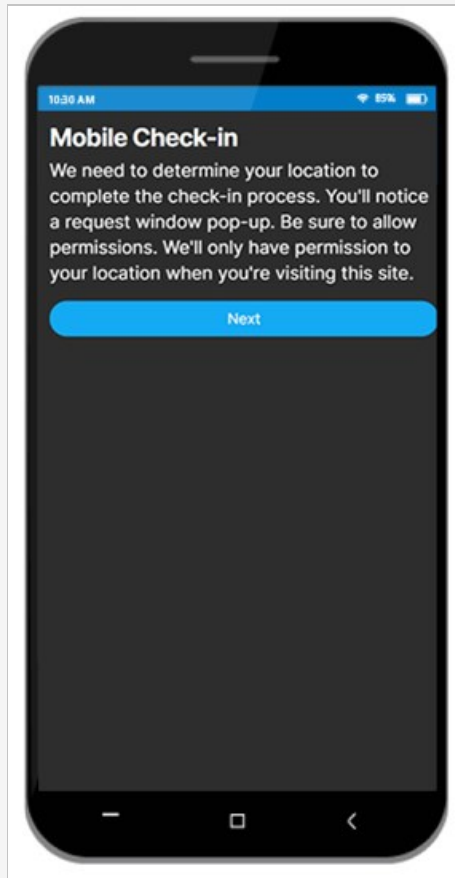 10:30 AM 85%
Mobile Check-in
We need to determine your location to
complete the check-in process. You'll notice
a request window pop-up. Be sure to allow
permissions. We'll only have permission to
your location when you're visiting this site.
Next